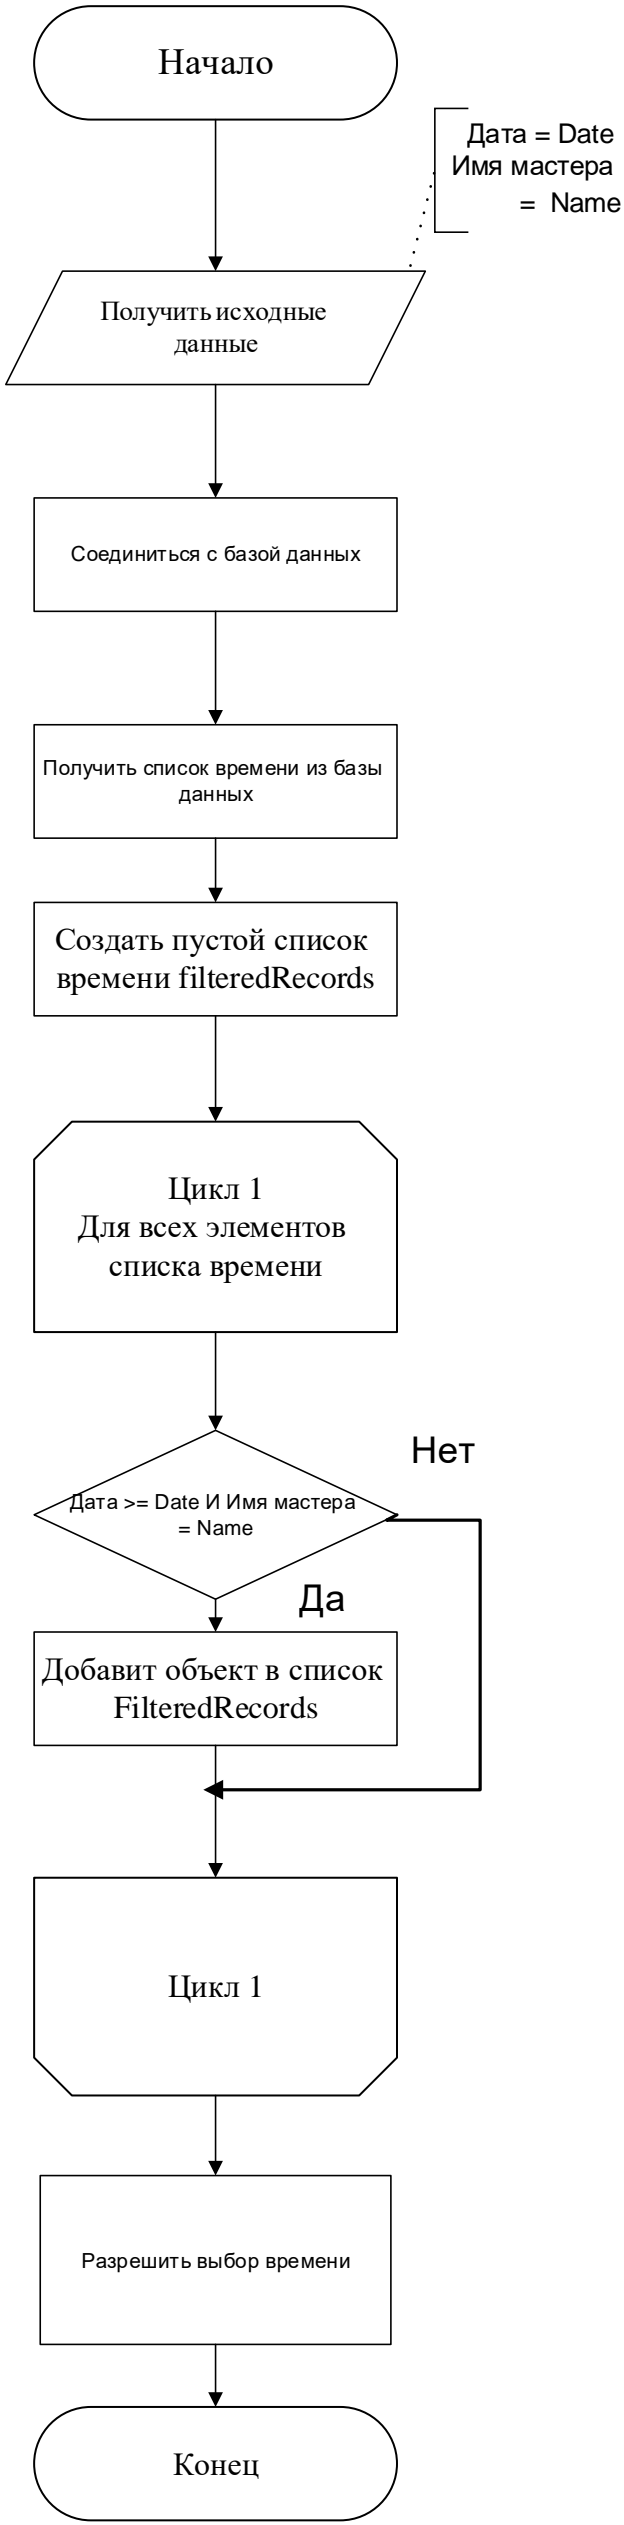 Начало
Дата = Date
Имя мастера
= Name
Получить исходные
данные
Соединиться с базой данных
Получить список времени из базы
данных
Создать пустой список
времени filteredRecords
Цикл 1
Для всех элементов
списка времени
Нет
Дата >= Date И Имя мастера
= Name
Да
Добавит объект в список
FilteredRecords
Цикл 1
Разрешить выбор времени
Конец